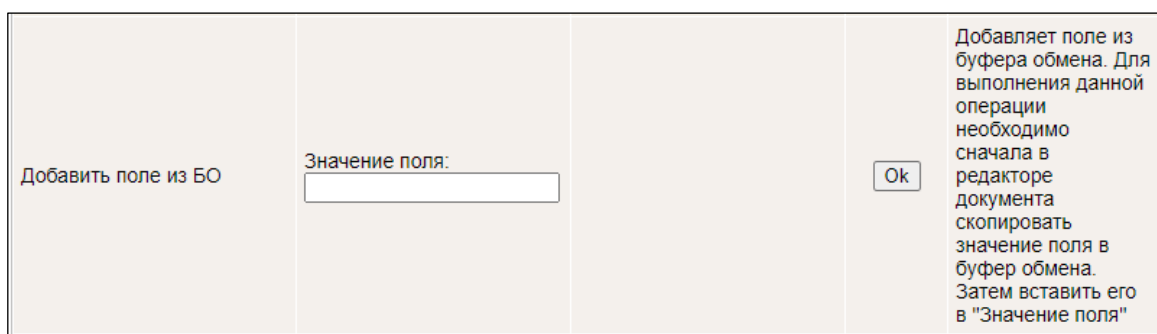 Добавить поле из БО
Значение поля:
Ok
Добавляет поле из
буфера обмена. Для
выполнения данной
операции
необходимо
сначала в
редакторе
документа
скопировать
значение поля в
буфер обмена.
Затем вставить его
в "Значение поля"